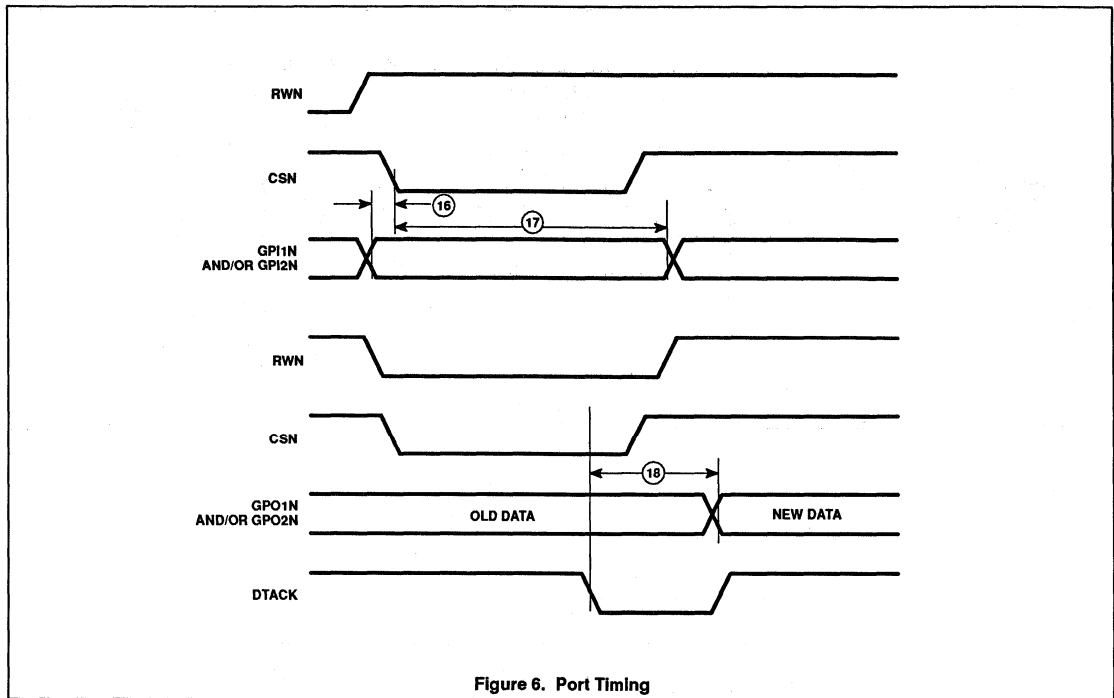 RWN
CSN
16
17
GPI1N
AND/OR GPI2N
RWN
CSN
18
GPO1N
AND/OR GPO2N
OLD DATA
NEW DATA
DTACK
Figure 6. Port Timing